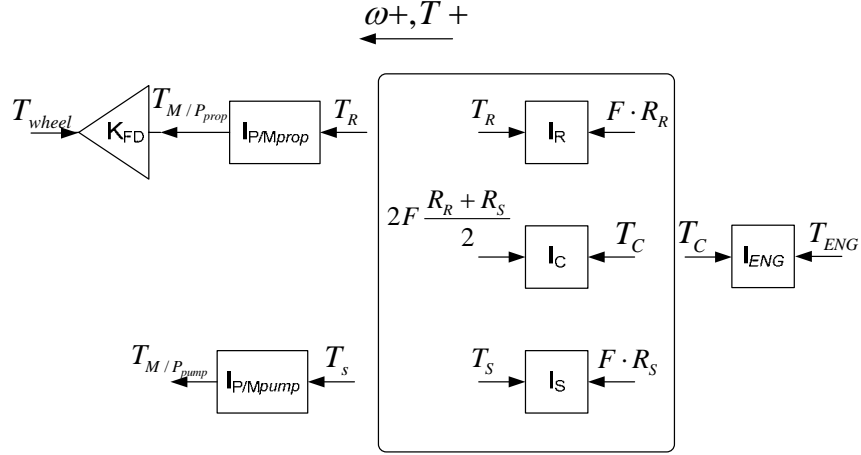 ω+,T +
T_wheel
K_FD
T_M/P_prop
I_P/Mprop
T_R
T_R
I_R
F · R_R
2F (R_R + R_S)/2
I_C
T_C
T_C
I_ENG
T_ENG
T_M/P_pump
I_P/Mpump
T_s
T_S
I_S
F · R_S